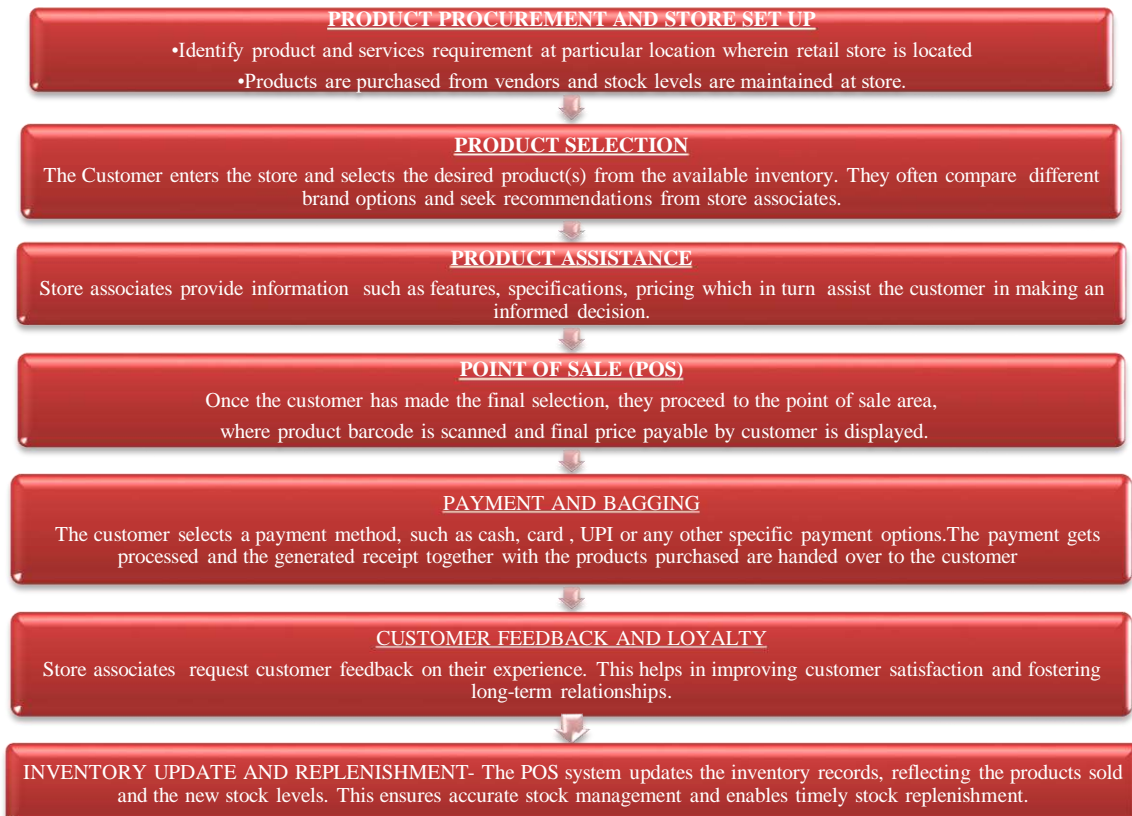 PRODUCT PROCUREMENT AND STORE SET UP
•Identify product and services requirement at particular location wherein retail store is located
•Products are purchased from vendors and stock levels are maintained at store.
PRODUCT SELECTION
The Customer enters the store and selects the desired product(s) from the available inventory. They often compare different
brand options and seek recommendations from store associates.
PRODUCT ASSISTANCE
Store associates provide information such as features, specifications, pricing which in turn assist the customer in making an
informed decision.
POINT OF SALE (POS)
Once the customer has made the final selection, they proceed to the point of sale area,
where product barcode is scanned and final price payable by customer is displayed.
PAYMENT AND BAGGING
The customer selects a payment method, such as cash, card , UPI or any other specific payment options.The payment gets
processed and the generated receipt together with the products purchased are handed over to the customer
CUSTOMER FEEDBACK AND LOYALTY
Store associates request customer feedback on their experience. This helps in improving customer satisfaction and fostering
long-term relationships.
INVENTORY UPDATE AND REPLENISHMENT- The POS system updates the inventory records, reflecting the products sold
and the new stock levels. This ensures accurate stock management and enables timely stock replenishment.